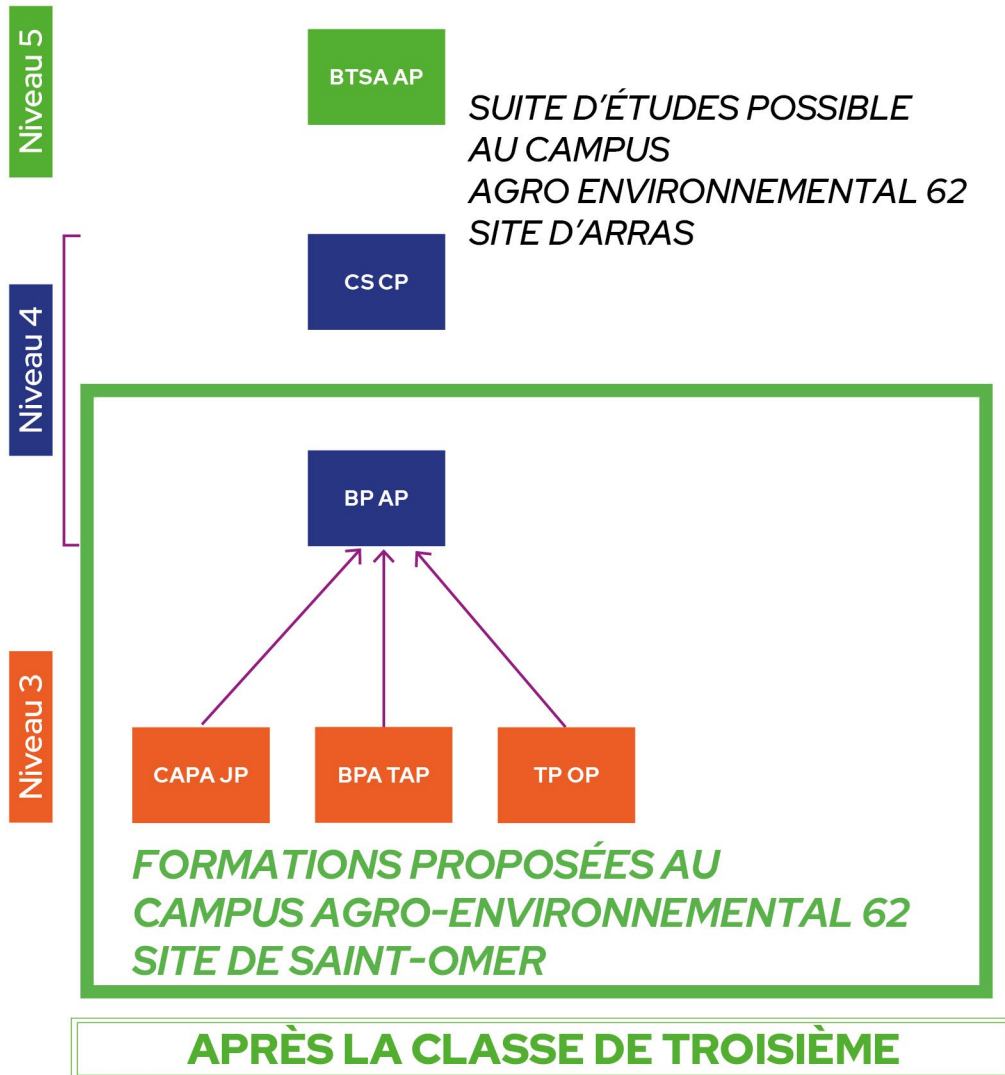 Niveau 5
BTSA AP
SUITE D'ÉTUDES POSSIBLE
AU CAMPUS
AGRO ENVIRONNEMENTAL 62
SITE D'ARRAS
Niveau 4
CS CP
BP AP
Niveau 3
CAPA JP
BPA TAP
TP OP
FORMATIONS PROPOSÉES AU
CAMPUS AGRO-ENVIRONNEMENTAL 62
SITE DE SAINT-OMER
APRÈS LA CLASSE DE TROISIÈME